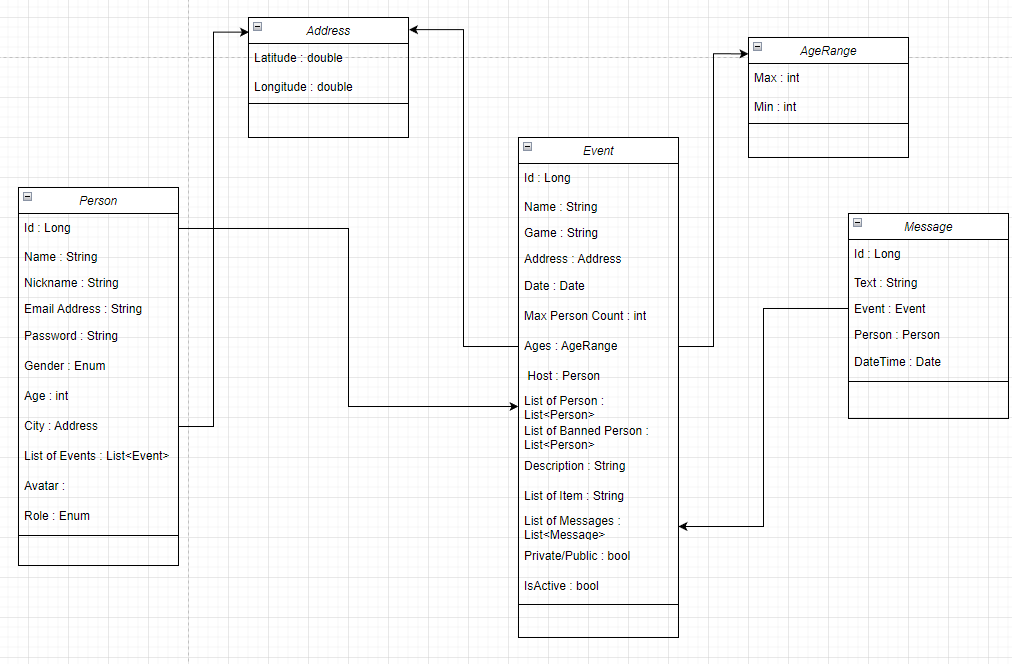 Address
Latitude : double
Longitude : double
AgeRange
Max : int
Min : int
Event
Id : Long
Name : String
Game : String
Address : Address
Date : Date
Max Person Count : int
Ages : AgeRange
Host : Person
List of Person :
List<Person>
List of Banned Person :
List<Person>
Description : String
List of Item : String
List of Messages :
List<Message>
Private/Public : bool
IsActive : bool
Person
Id : Long
Name : String
Nickname : String
Email Address : String
Password : String
Gender : Enum
Age : int
City : Address
List of Events : List<Event>
Avatar :
Role : Enum
Message
Id : Long
Text : String
Event : Event
Person : Person
DateTime : Date